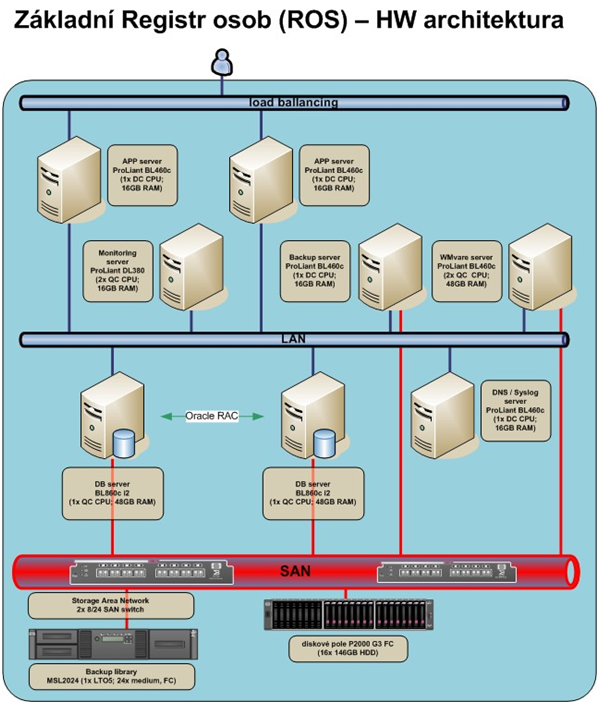 Základní Registr osob (ROS) – HW architektura
load ballancing
APP server
ProLiant BL460c
(1x DC CPU;
16GB RAM)
APP server
ProLiant BL460c
(1x DC CPU;
16GB RAM)
Monitoring
server
ProLiant DL380
(2x QC CPU;
16GB RAM)
Backup server
ProLiant BL460c
(1x DC CPU;
16GB RAM)
WMvare server
ProLiant BL460c
(2x QC CPU;
48GB RAM)
LAN
Oracle RAC
DNS / Syslog
server
ProLiant BL460c
(1x DC CPU;
16GB RAM)
DB server
BL860c i2
(1x QC CPU; 48GB RAM)
DB server
BL860c i2
(1x QC CPU; 48GB RAM)
SAN
Storage Area Network
2x 8/24 SAN switch
diskové pole P2000 G3 FC
(16x 146GB HDD)
Backup library
MSL2024 (1x LTO5; 24x medium, FC)